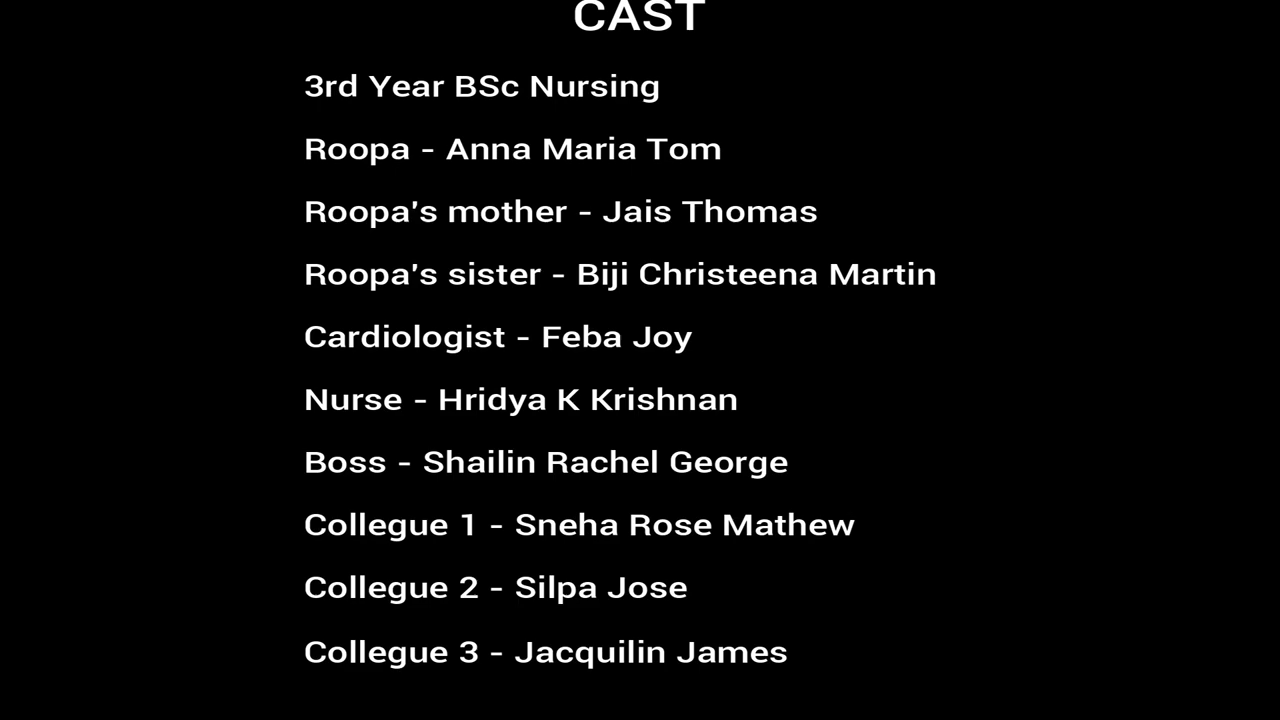 CAST
3rd Year BSc Nursing
Roopa - Anna Maria Tom
Roopa's mother - Jais Thomas
Roopa's sister - Biji Christeena Martin
Cardiologist - Feba Joy
Nurse - Hridya K Krishnan
Boss - Shailin Rachel George
Collegue 1 - Sneha Rose Mathew
Collegue 2 - Silpa Jose
Collegue 3 - Jacquilin James